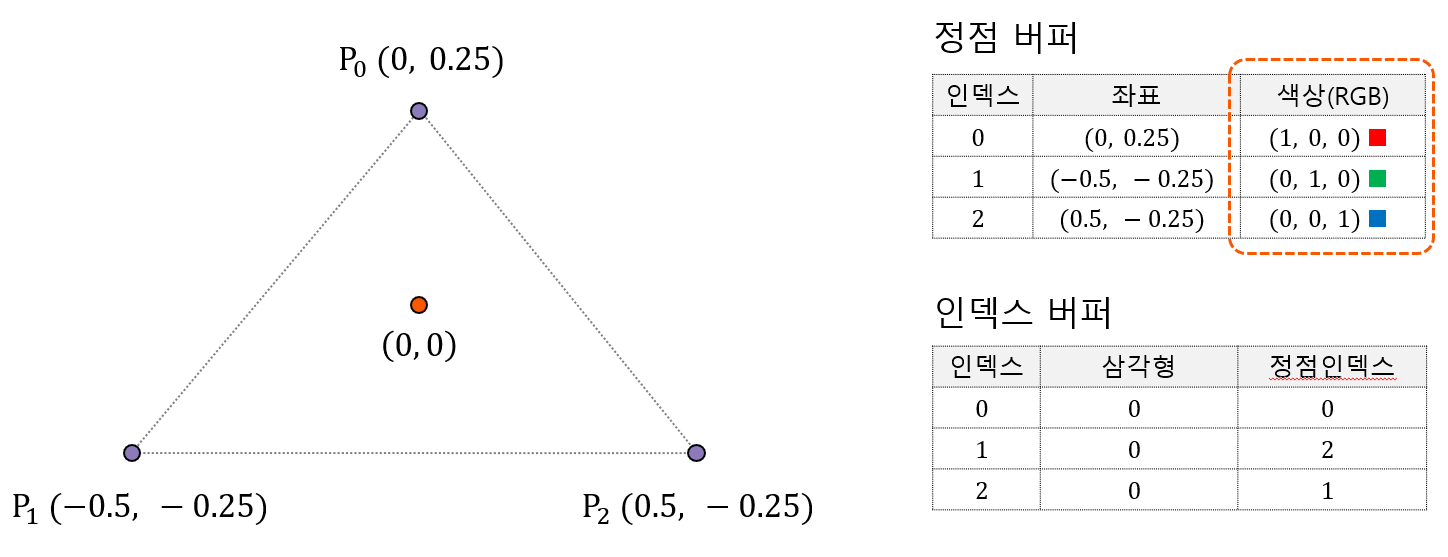 P₀ (0, 0.25)
(0, 0)
P₁ (−0.5, −0.25)
P₂ (0.5, −0.25)
정점 버퍼
인덱스 좌표 색상(RGB)
0 (0, 0.25) (1, 0, 0)
1 (−0.5, −0.25) (0, 1, 0)
2 (0.5, −0.25) (0, 0, 1)
인덱스 버퍼
인덱스 삼각형 정점인덱스
0 0 0
1 0 2
2 0 1